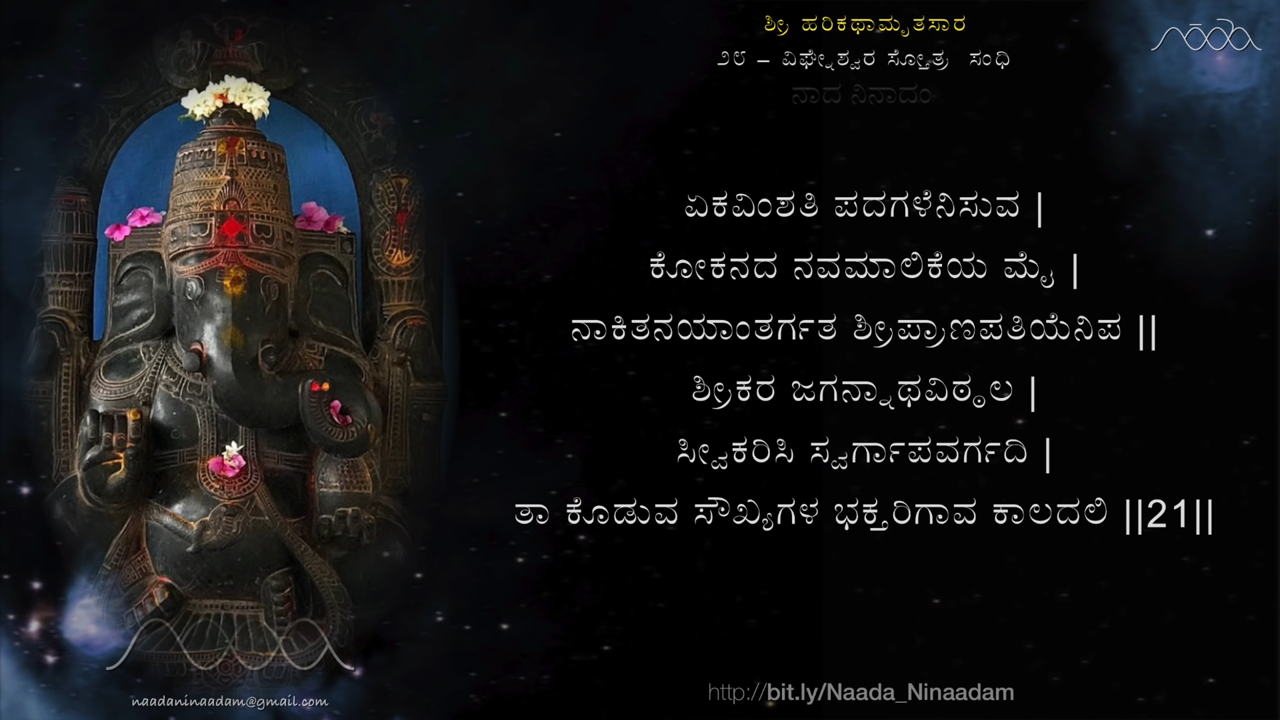 ಶ್ರೀ ಹರಿಕಥಾಮೃತಸಾರ
೨೮ – ವಿಘ್ನೇಶ್ವರ ಸ್ತೋತ್ರ ಸಂಧಿ
ನಾದ ನಿನಾದಂ
nāda
ಏಕವಿಂಶತಿ ಪದಗಳೆನಿಸುವ |
ಕೋಕನದ ನವಮಾಲಿಕೆಯ ಮೈ |
ನಾಕಿತನಯಾಂತರ್ಗತ ಶ್ರೀಪ್ರಾಣಪತಿಯೆನಿಪ ||
ಶ್ರೀಕರ ಜಗನ್ನಾಥವಿಠ್ಠಲ |
ಸ್ವೀಕರಿಸಿ ಸ್ವರ್ಗಾಪವರ್ಗದಿ |
ತಾ ಕೊಡುವ ಸೌಖ್ಯಗಳ ಭಕ್ತರಿಗಾವ ಕಾಲದಲಿ ||21||
naadaninaadam@gmail.com
http://bit.ly/Naada_Ninaadam